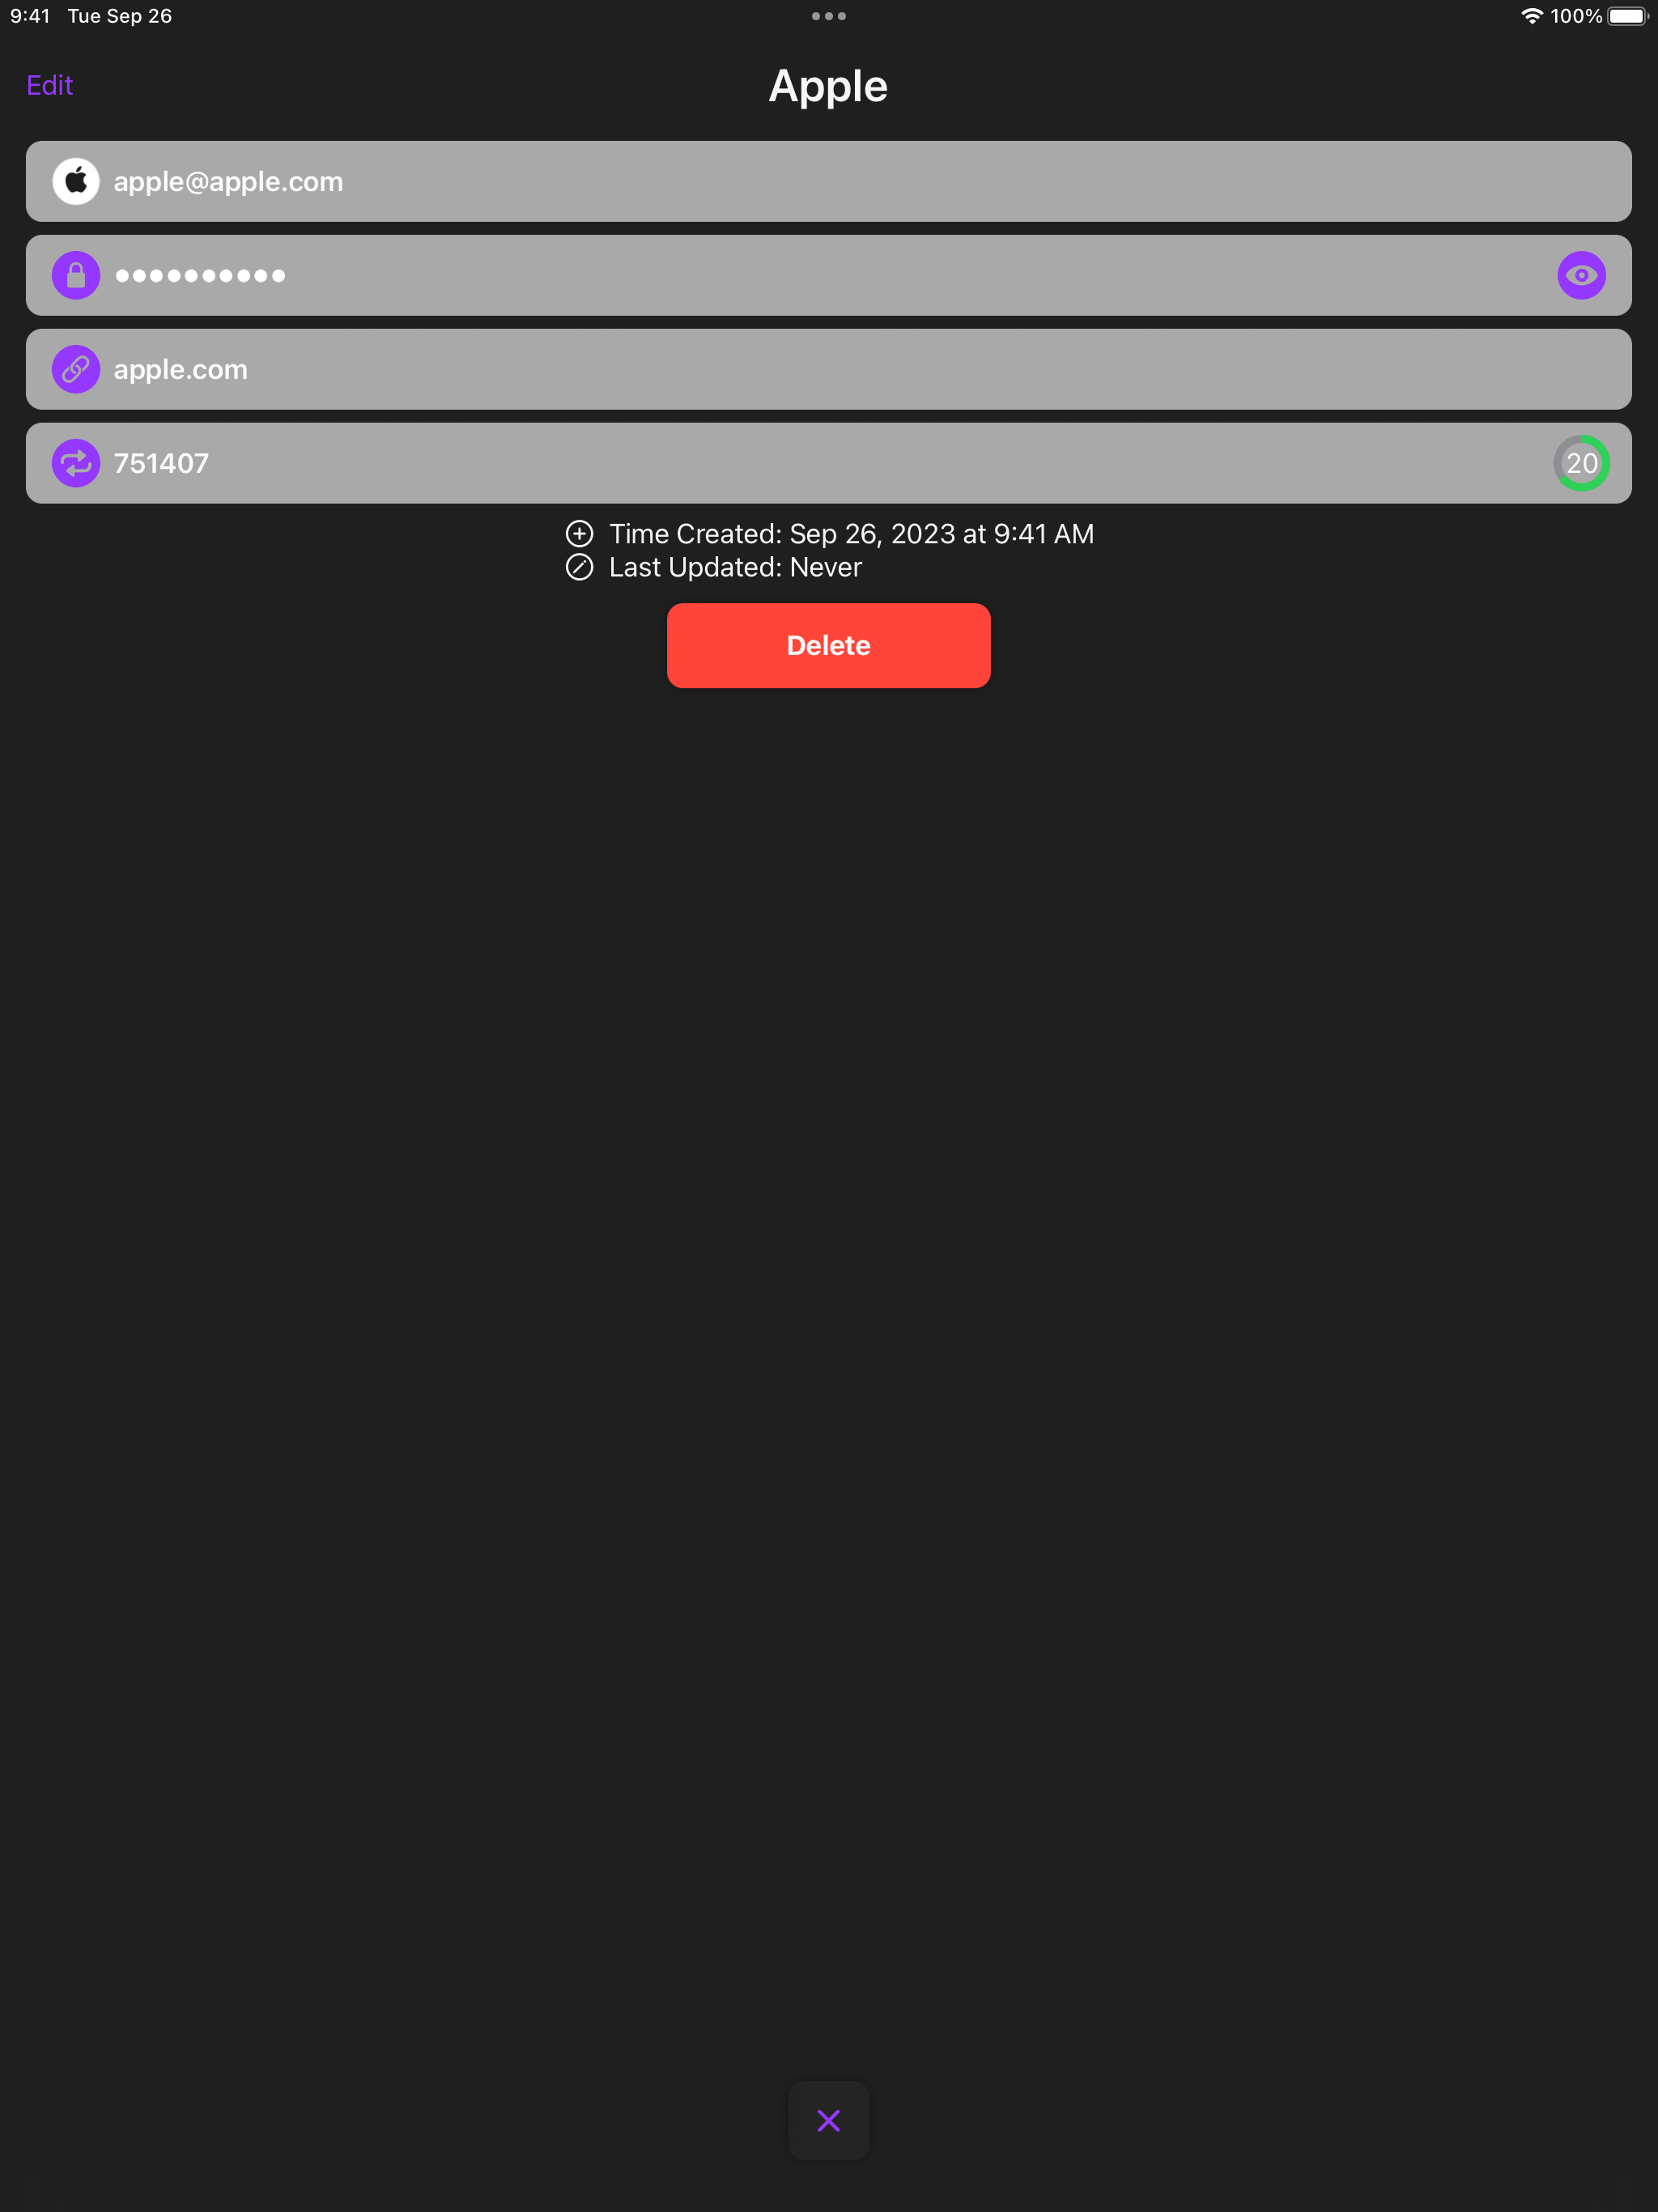 9:41 Tue Sep 26
100%
Edit
Apple
apple@apple.com
••••••••••
apple.com
751407
20
Time Created: Sep 26, 2023 at 9:41 AM
Last Updated: Never
Delete